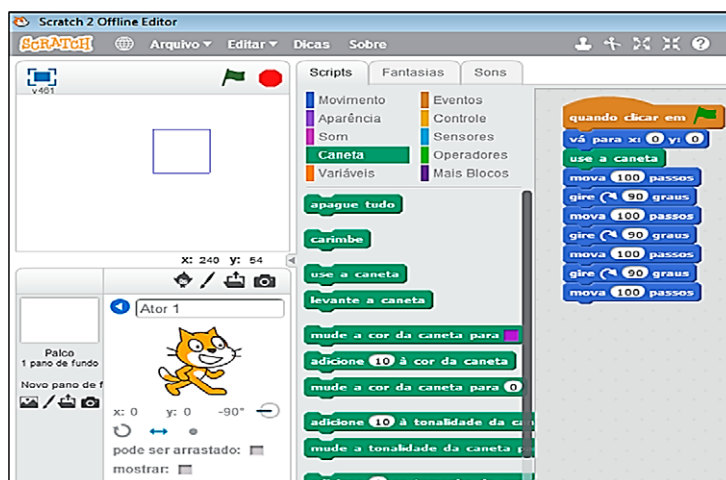 Scratch 2 Offline Editor
SCRATCH Arquivo Editar Dicas Sobre
v461
x: 240 y: 54
Ator 1
Palco
1 pano de fundo
Novo pano de f
x: 0 y: 0 -90°
pode ser arrastado:
mostrar:
Scripts Fantasias Sons
Movimento Eventos
Aparência Controle
Som Sensores
Caneta Operadores
Variáveis Mais Blocos
apague tudo
carimbe
use a caneta
levante a caneta
mude a cor da caneta para
adicione 10 à cor da caneta
mude a cor da caneta para 0
adicione 10 à tonalidade da ca
mude a tonalidade da caneta p
quando clicar em
vá para x: 0 y: 0
use a caneta
mova 100 passos
gire 90 graus
mova 100 passos
gire 90 graus
mova 100 passos
gire 90 graus
mova 100 passos